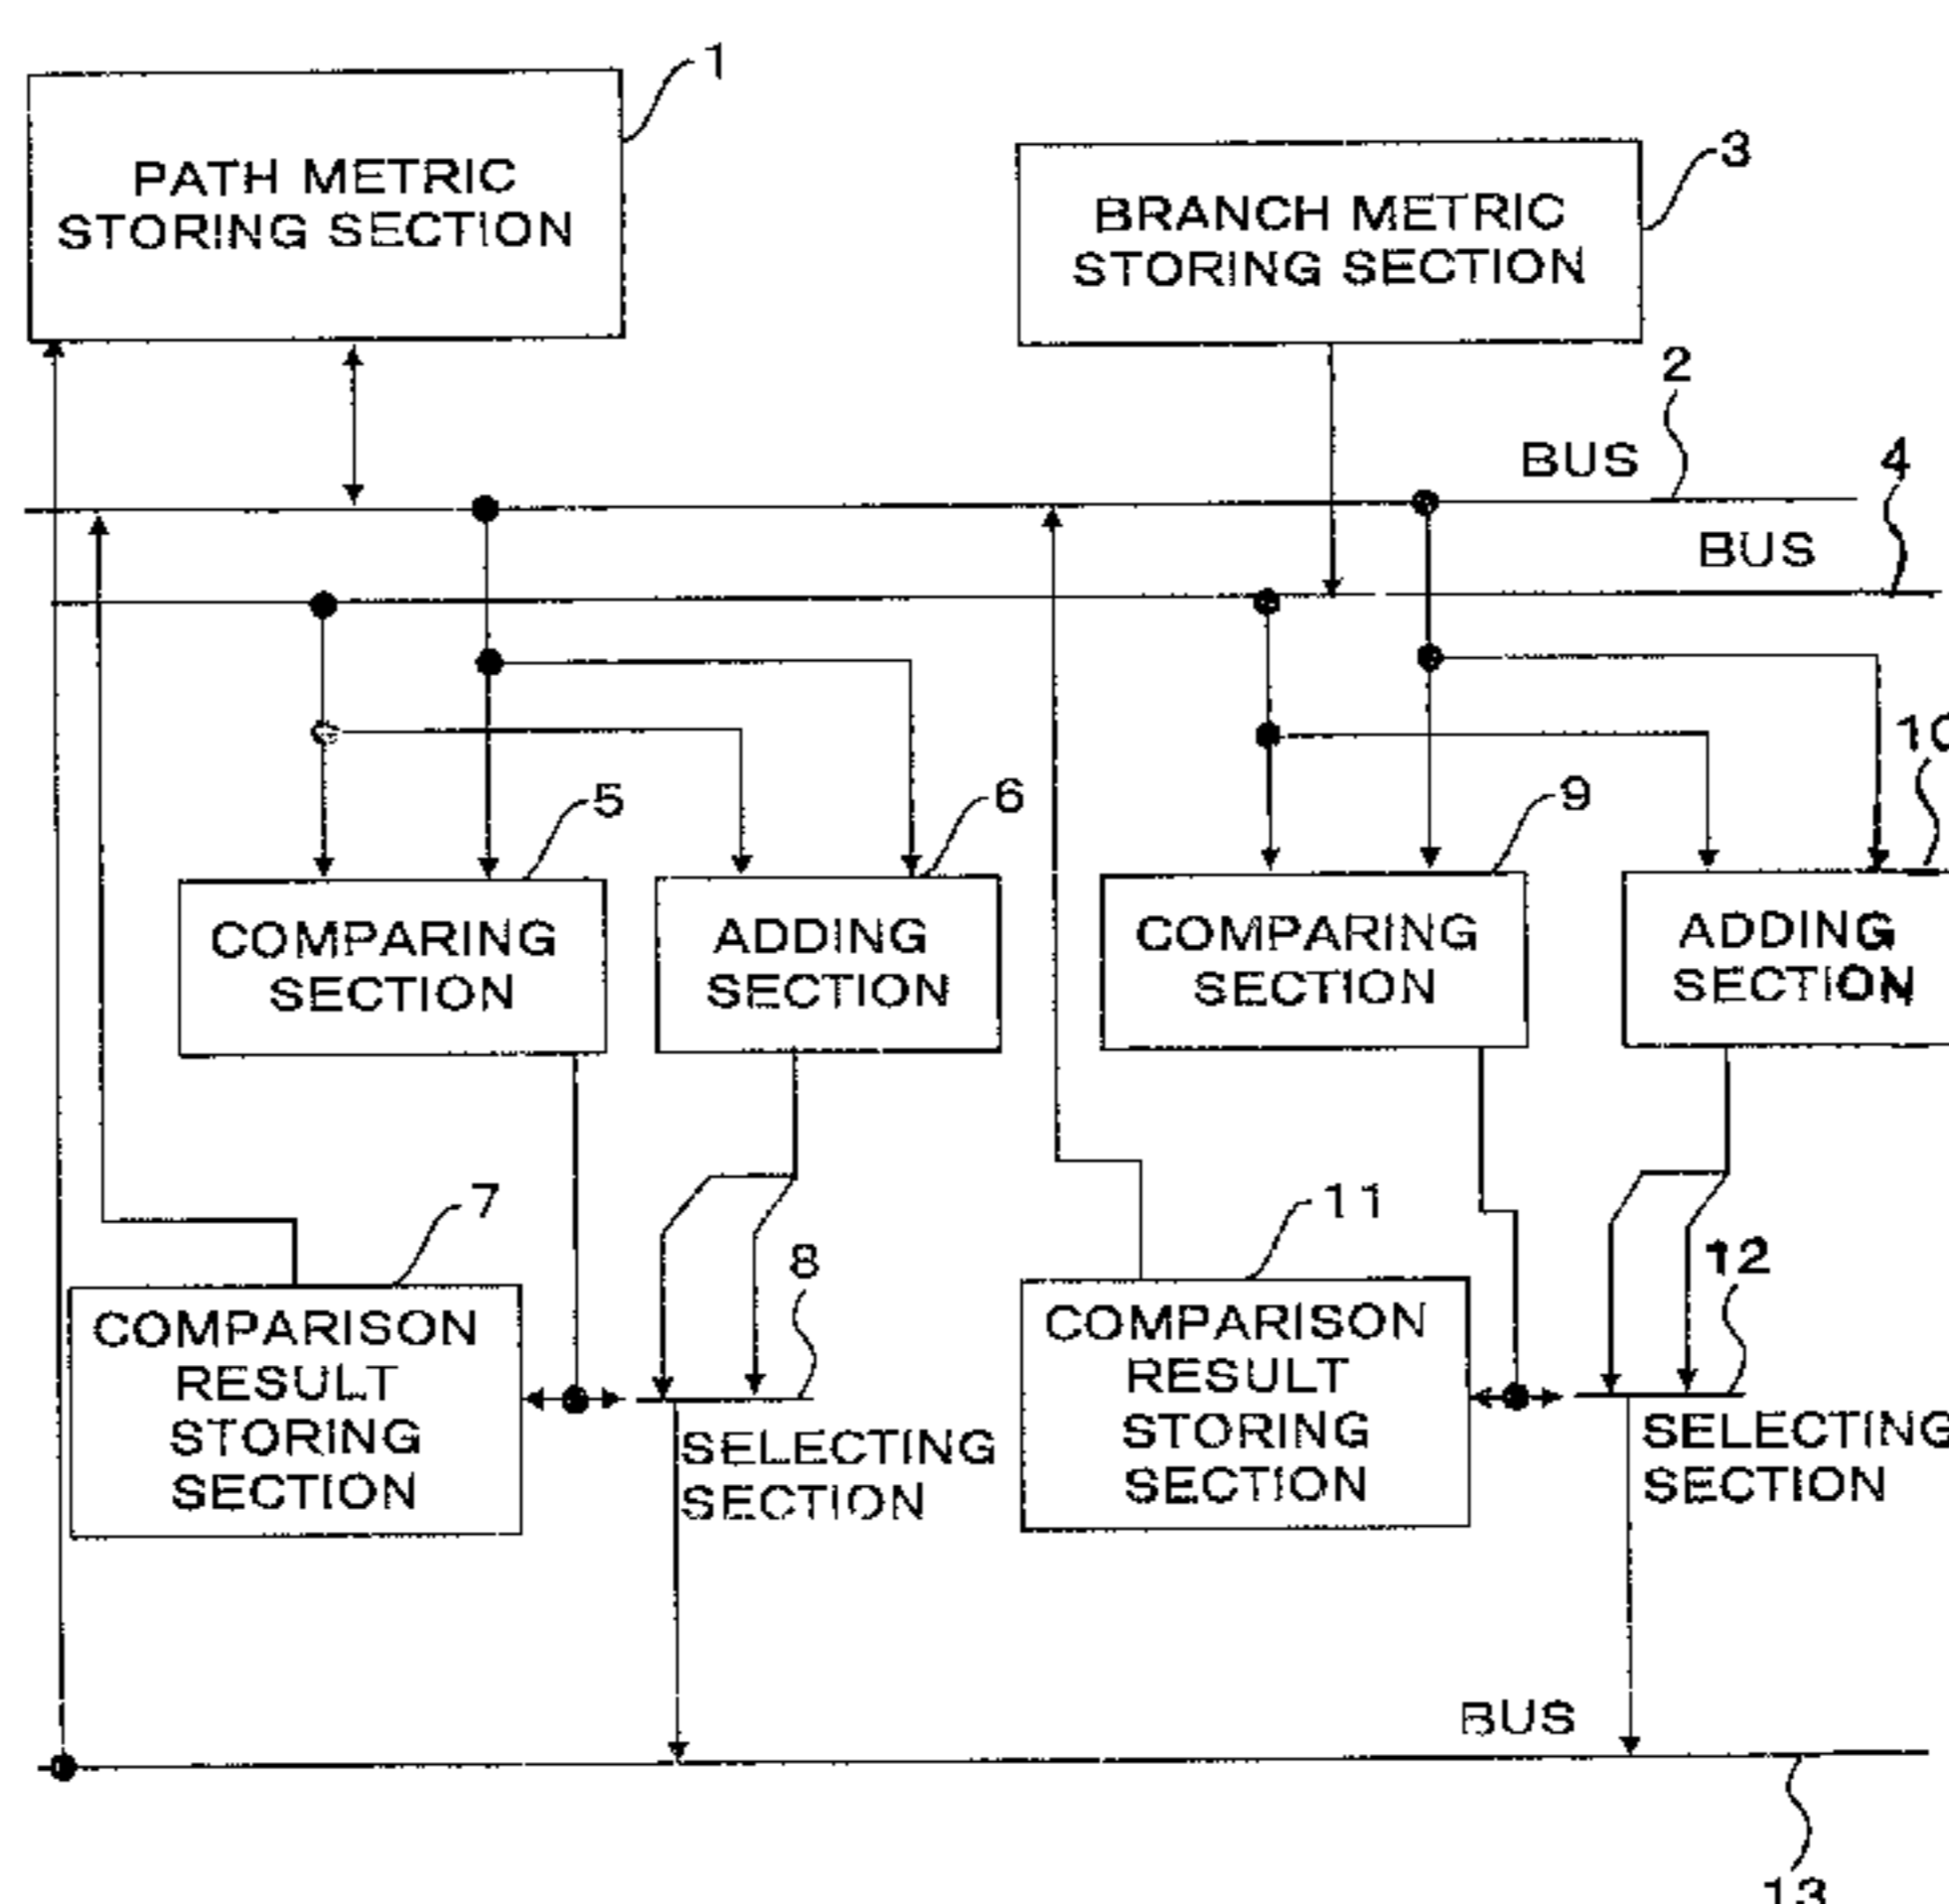 1
PATH METRIC
STORING SECTION
3
BRANCH METRIC
STORING SECTION
2
BUS
4
BUS
10
5
6
9
COMPARING
SECTION
ADDING
SECTION
COMPARING
SECTION
ADDING
SECTION
7
8
11
12
COMPARISON
RESULT
STORING
SECTION
SELECTING
SECTION
COMPARISON
RESULT
STORING
SECTION
SELECTING
SECTION
BUS
13